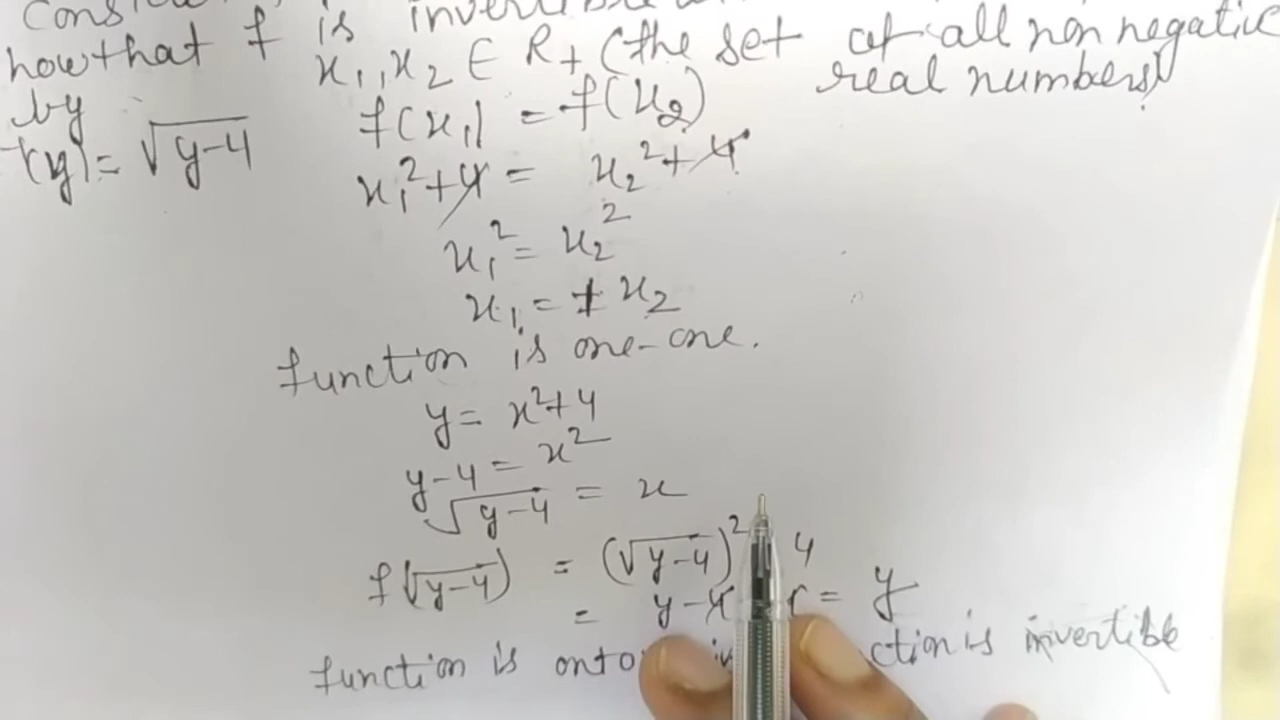 f is
how that x₁, x₂ ∈ R+ (the set of all non negative
by real numbers)
f(x₁) = f(x₂)
(y) = √y-4
x₁² + 4 = x₂² + 4
x₁² = x₂²
x₁ = ± x₂
function is one-one.
y = x² + 4
y - 4 = x²
√y-4 = x
f(√y-4) = (√y-4)² 4
= y - 4 = y
function is onto is invertible